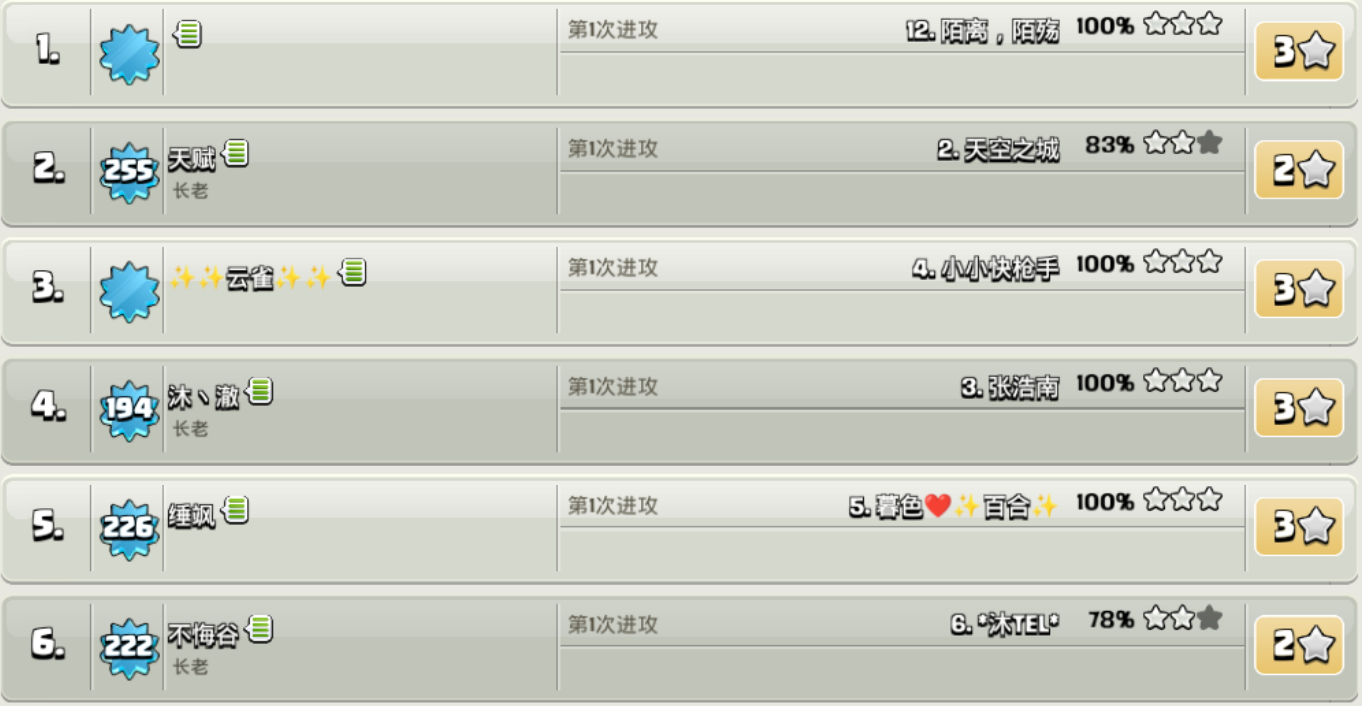 1.
第1次进攻
12. 陌离，陌殇 100%
3
2.
255
天赋
长老
第1次进攻
2. 天空之城 83%
2
3.
✨✨云雀✨✨
第1次进攻
4. 小小快枪手 100%
3
4.
194
沐丶澈
长老
第1次进攻
3. 张浩南 100%
3
5.
226
缍飒
第1次进攻
5. 暮色❤️✨百合✨ 100%
3
6.
222
不悔谷
长老
第1次进攻
6. *沐TEL* 78%
2